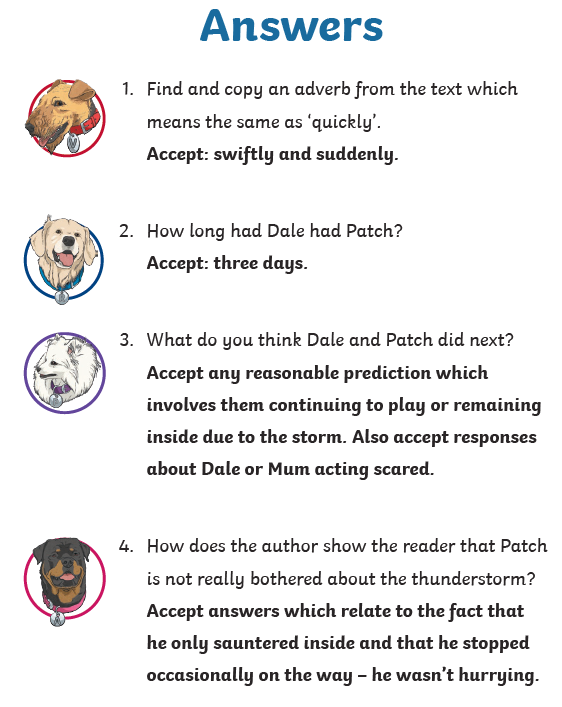 Answers
1. Find and copy an adverb from the text which
means the same as ‘quickly’.
Accept: swiftly and suddenly.
2. How long had Dale had Patch?
Accept: three days.
3. What do you think Dale and Patch did next?
Accept any reasonable prediction which
involves them continuing to play or remaining
inside due to the storm. Also accept responses
about Dale or Mum acting scared.
4. How does the author show the reader that Patch
is not really bothered about the thunderstorm?
Accept answers which relate to the fact that
he only sauntered inside and that he stopped
occasionally on the way – he wasn’t hurrying.